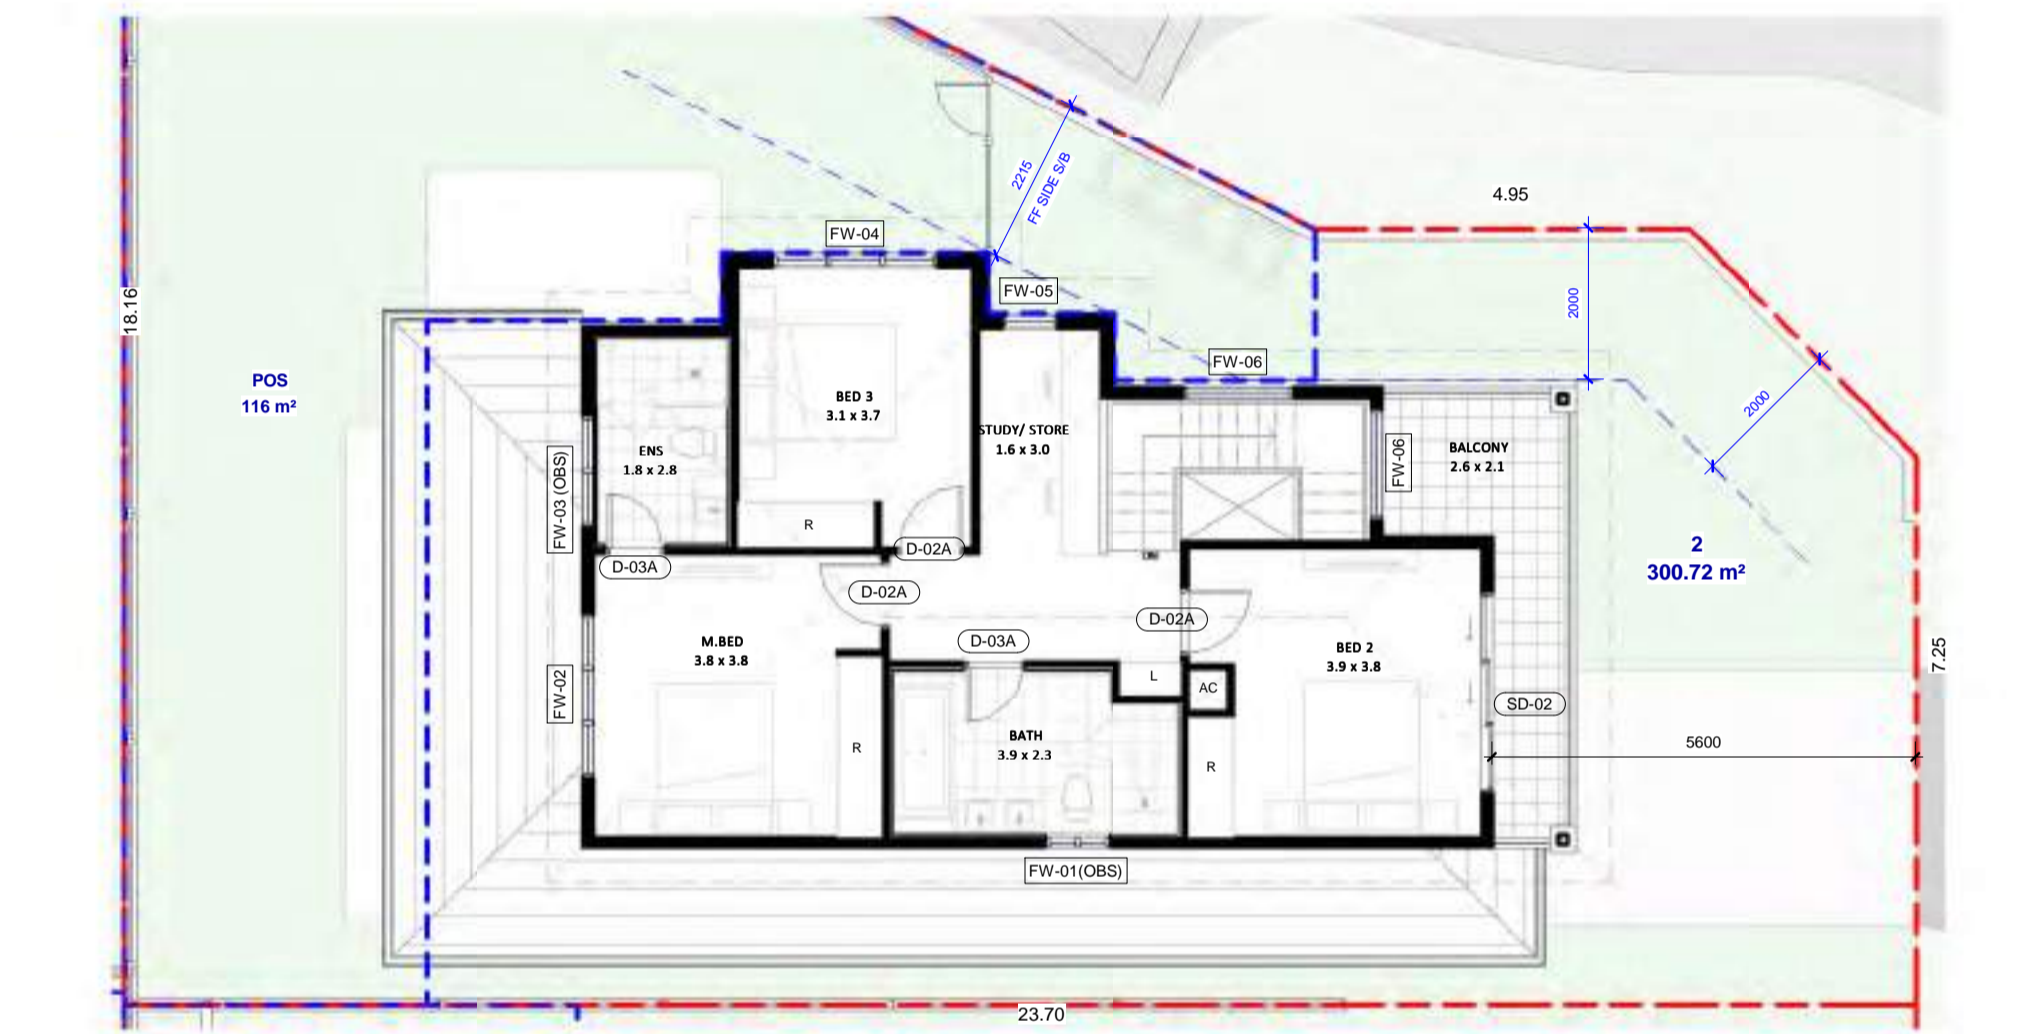 4.95
2215
FF SIDE S/B
FW-04
FW-05
18.16
2000
FW-06
2000
POS
116 m²
BED 3
3.1 x 3.7
STUDY/ STORE
1.6 x 3.0
ENS
1.8 x 2.8
FW-06
BALCONY
2.6 x 2.1
FW-03 (OBS)
R
D-02A
D-03A
2
300.72 m²
D-02A
D-02A
D-03A
M.BED
3.8 x 3.8
BED 2
3.9 x 3.8
7.25
L
AC
FW-02
SD-02
BATH
3.9 x 2.3
R
R
5600
FW-01(OBS)
23.70